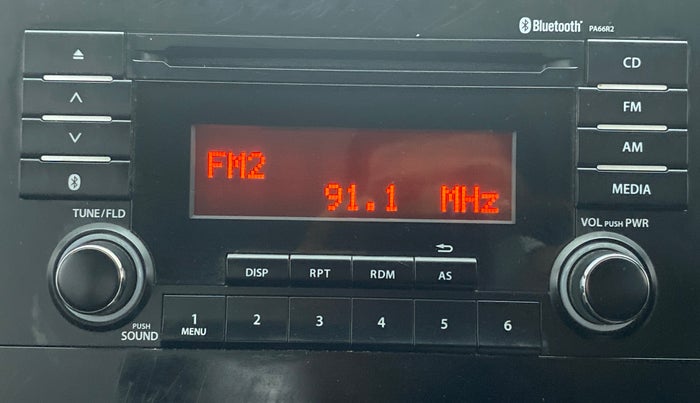 Bluetooth PA66R2
CD
FM
FM2
AM
91.1 MHz
MEDIA
TUNE/FLD
VOL PUSH PWR
DISP RPT RDM AS
PUSH
SOUND
1 2 3 4 5 6
MENU